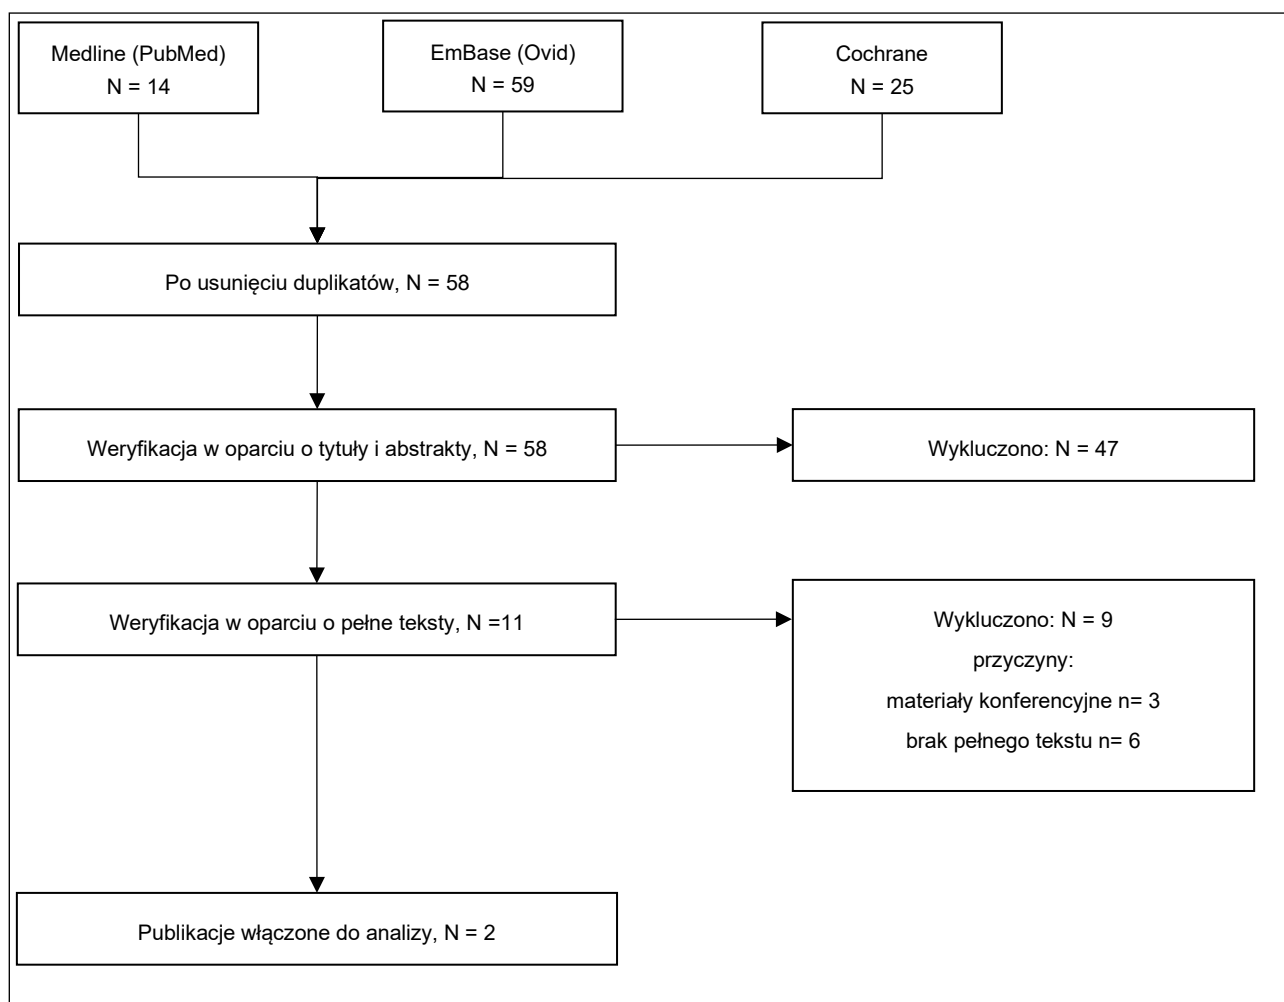 Medline (PubMed)
N = 14
EmBase (Ovid)
N = 59
Cochrane
N = 25
Po usunięciu duplikatów, N = 58
Weryfikacja w oparciu o tytuły i abstrakty, N = 58
Wykluczono: N = 47
Weryfikacja w oparciu o pełne teksty, N =11
Wykluczono: N = 9
przyczyny:
materiały konferencyjne n= 3
brak pełnego tekstu n= 6
Publikacje włączone do analizy, N = 2